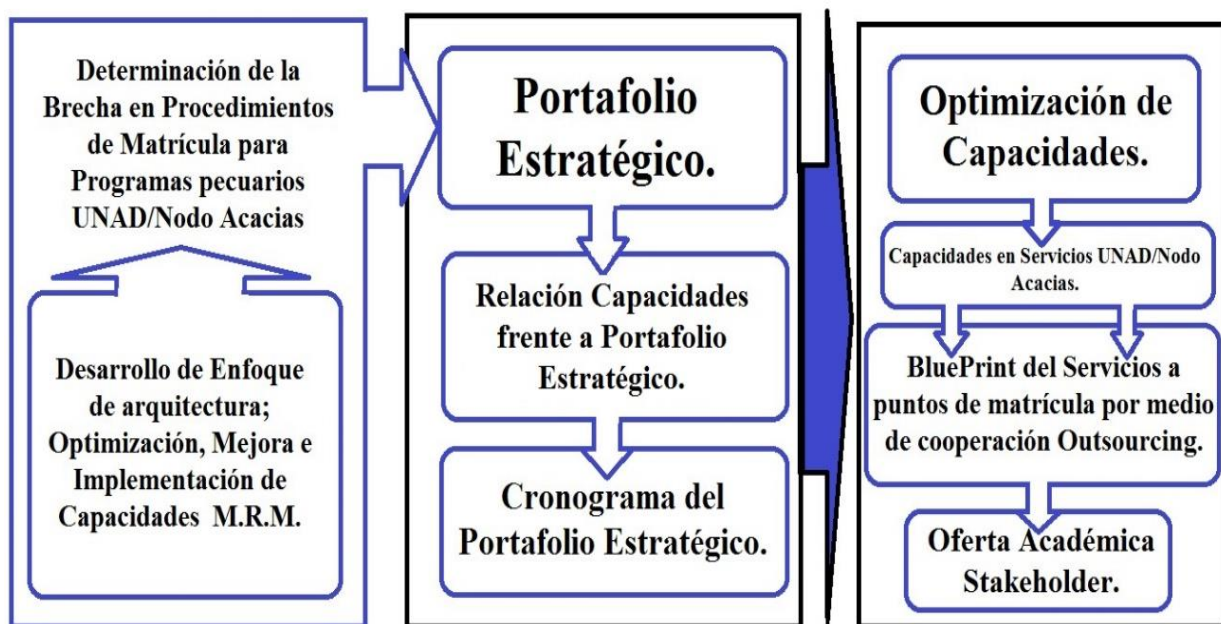 Determinación de la
Brecha en Procedimientos
de Matrícula para
Programas pecuarios
UNAD/Nodo Acacias
Desarrollo de Enfoque
de arquitectura;
Optimización, Mejora e
Implementación de
Capacidades M.R.M.
Portafolio
Estratégico.
Relación Capacidades
frente a Portafolio
Estratégico.
Cronograma del
Portafolio Estratégico.
Optimización de
Capacidades.
Capacidades en Servicios UNAD/Nodo
Acacias.
BluePrint del Servicios a
puntos de matrícula por medio
de cooperación Outsourcing.
Oferta Académica
Stakeholder.